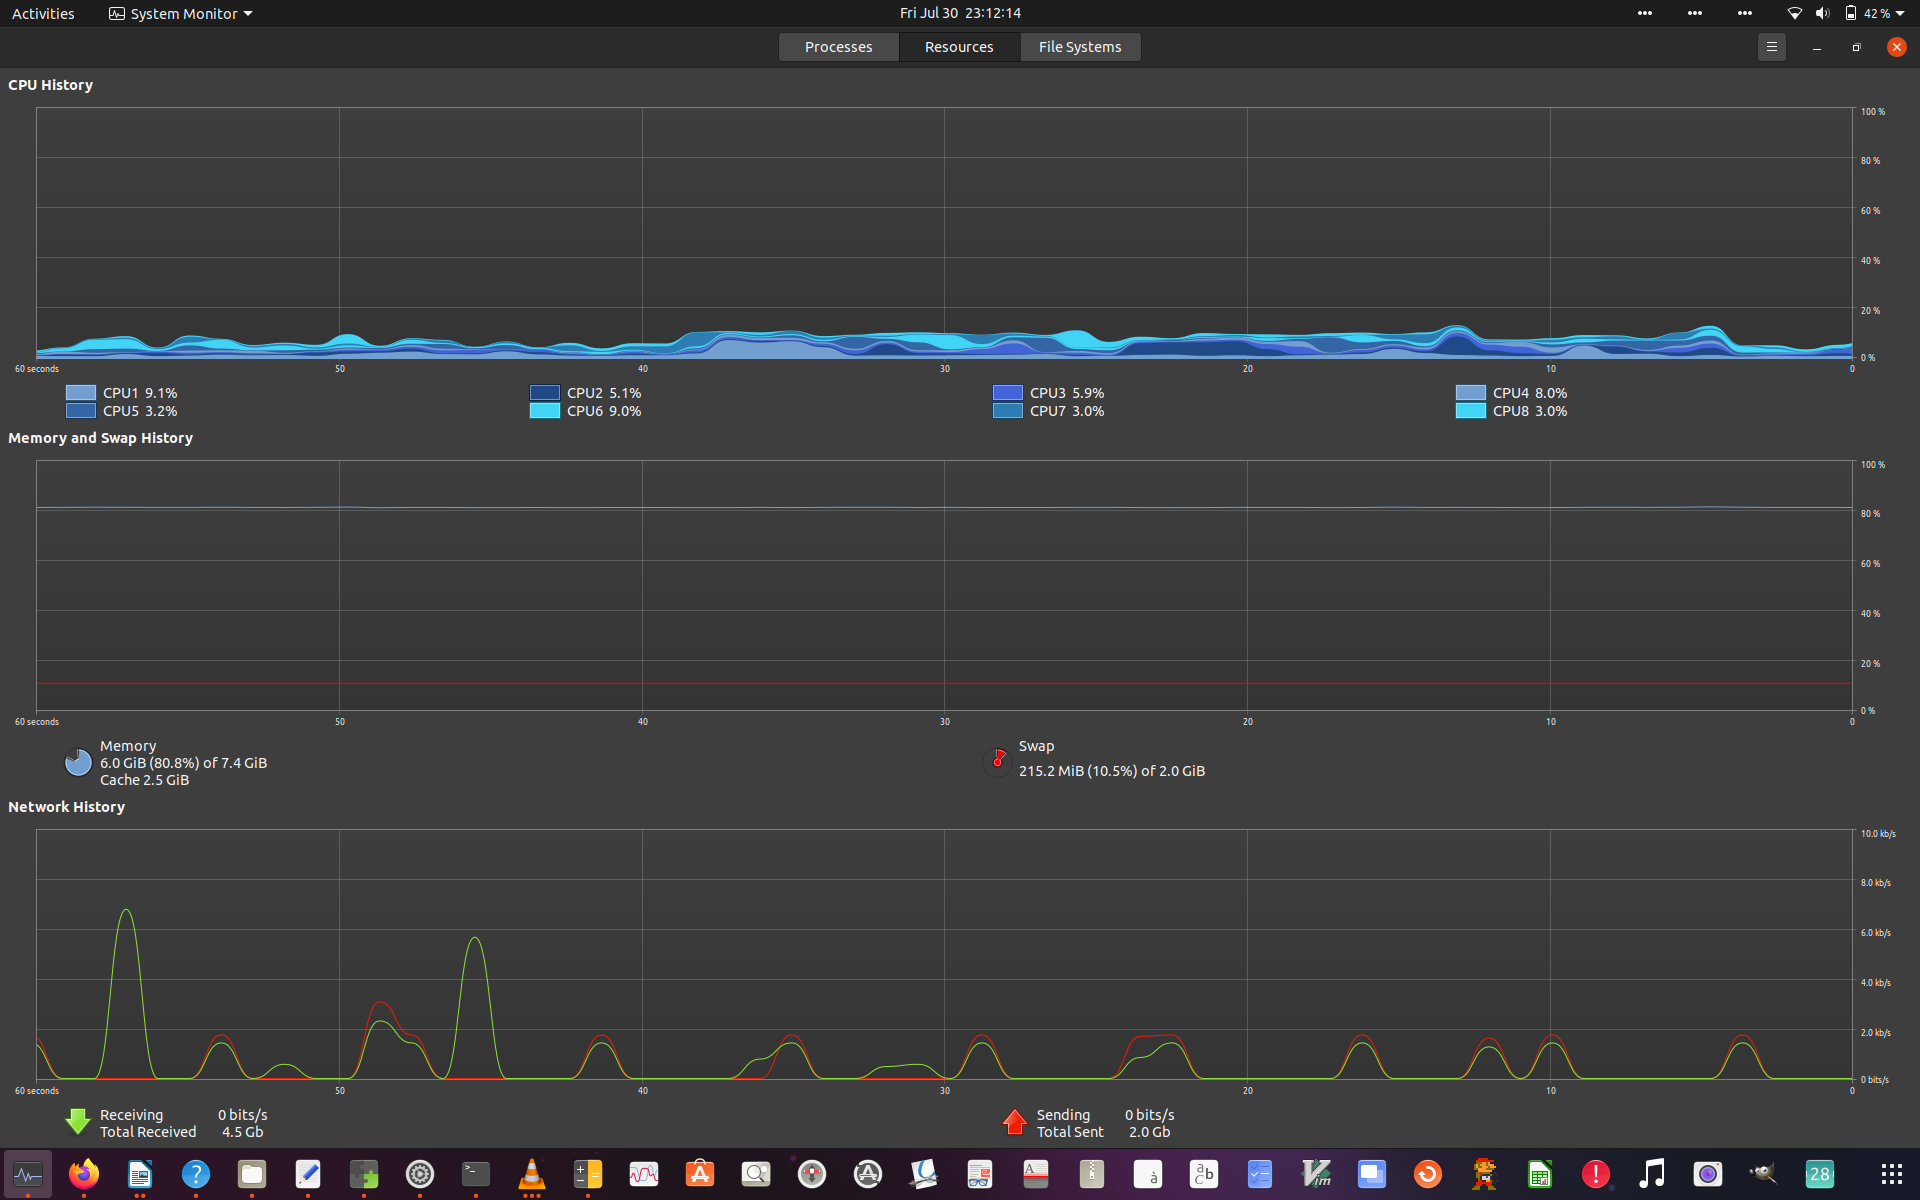 Activities System Monitor Fri Jul 30 23:12:14 42 %
Processes Resources File Systems
CPU History
100 %
80 %
60 %
40 %
20 %
0 %
60 seconds 50 40 30 20 10 0
CPU1 9.1% CPU2 5.1% CPU3 5.9% CPU4 8.0%
CPU5 3.2% CPU6 9.0% CPU7 3.0% CPU8 3.0%
Memory and Swap History
100 %
80 %
60 %
40 %
20 %
0 %
60 seconds 50 40 30 20 10 0
Memory
6.0 GiB (80.8%) of 7.4 GiB
Cache 2.5 GiB
Swap
215.2 MiB (10.5%) of 2.0 GiB
Network History
10.0 kb/s
8.0 kb/s
6.0 kb/s
4.0 kb/s
2.0 kb/s
0 bits/s
60 seconds 50 40 30 20 10 0
Receiving 0 bits/s
Total Received 4.5 Gb
Sending 0 bits/s
Total Sent 2.0 Gb
? >_ A A à a b c Vim ! 28